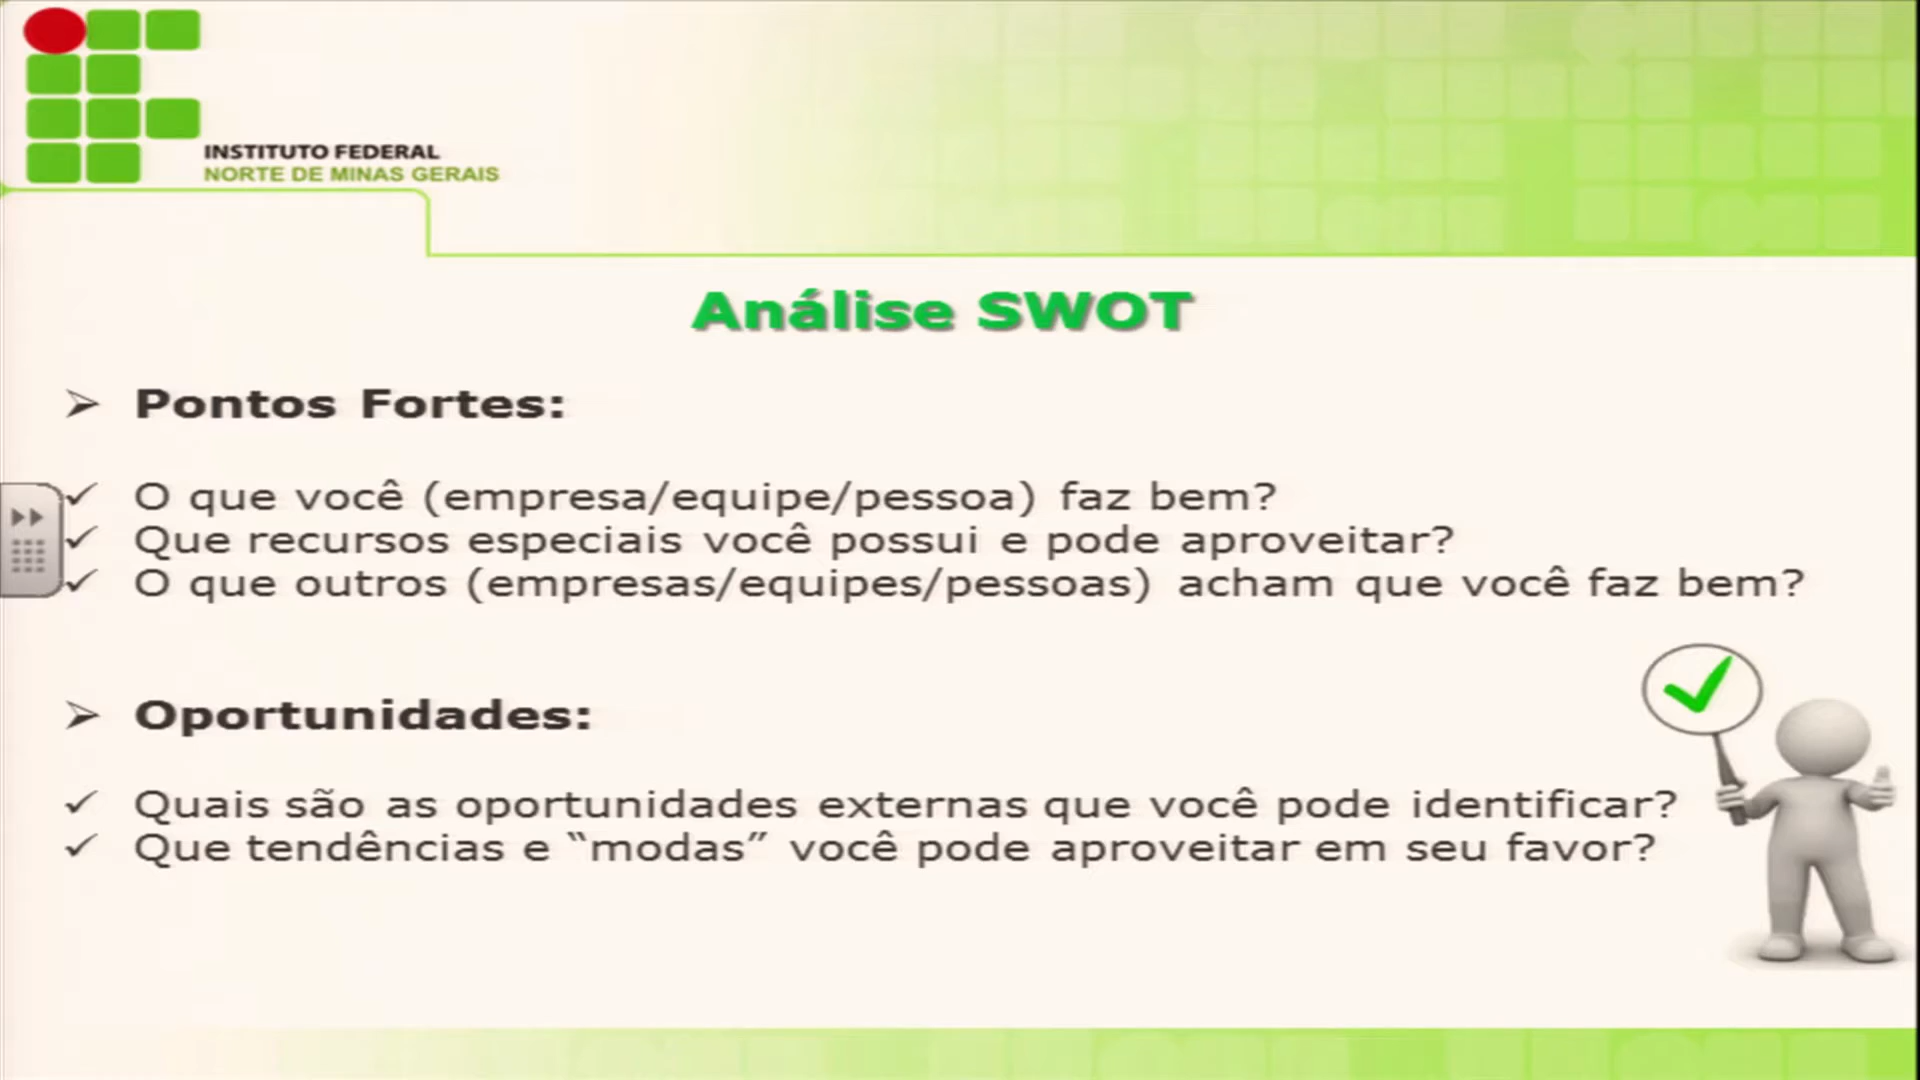 INSTITUTO FEDERAL
NORTE DE MINAS GERAIS
Análise SWOT
Pontos Fortes:
O que você (empresa/equipe/pessoa) faz bem?
Que recursos especiais você possui e pode aproveitar?
O que outros (empresas/equipes/pessoas) acham que você faz bem?
Oportunidades:
Quais são as oportunidades externas que você pode identificar?
Que tendências e “modas” você pode aproveitar em seu favor?